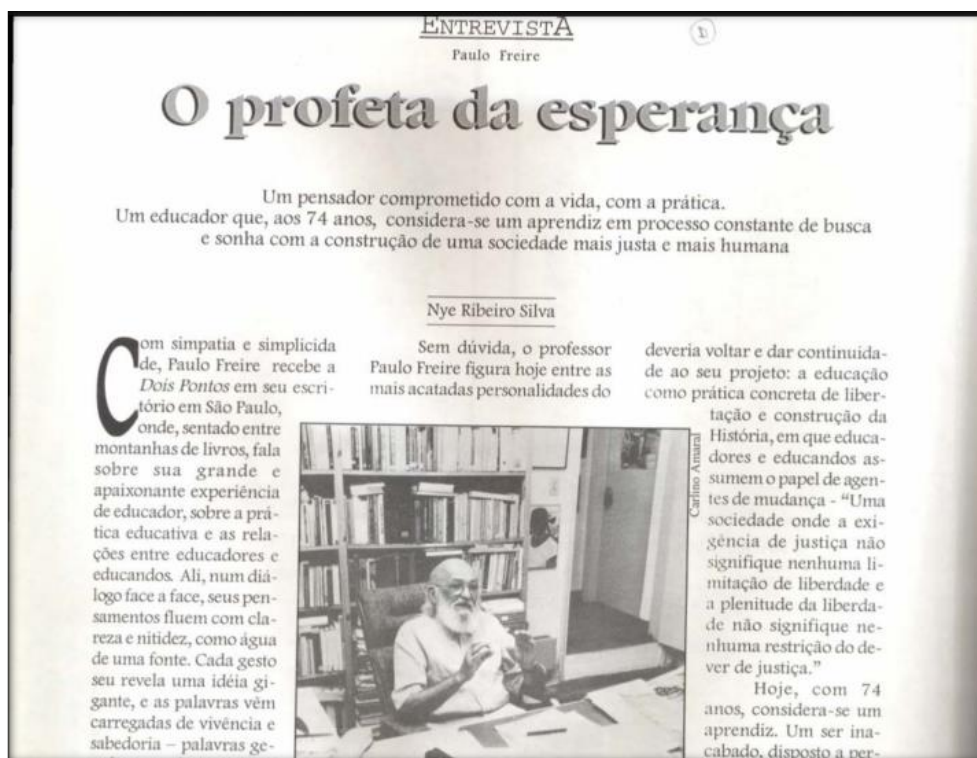 ENTREVISTA
D
Paulo Freire
O profeta da esperança
Um pensador comprometido com a vida, com a prática.
Um educador que, aos 74 anos, considera-se um aprendiz em processo constante de busca
e sonha com a construção de uma sociedade mais justa e mais humana
Nye Ribeiro Silva
Com simpatia e simplicida
de, Paulo Freire recebe a
Dois Pontos em seu escri-
tório em São Paulo,
onde, sentado entre
montanhas de livros, fala
sobre sua grande e
apaixonante experiência
de educador, sobre a prá-
tica educativa e as rela-
ções entre educadores e
educandos. Ali, num diá-
logo face a face, seus pen-
samentos fluem com cla-
reza e nitidez, como água
de uma fonte. Cada gesto
seu revela uma idéia gi-
gante, e as palavras vêm
carregadas de vivência e
sabedoria – palavras ge-
Sem dúvida, o professor
Paulo Freire figura hoje entre as
mais acatadas personalidades do
Carlino Amaral
deveria voltar e dar continuida-
de ao seu projeto: a educação
como prática concreta de liber-
tação e construção da
História, em que educa-
dores e educandos as-
sumem o papel de agen-
tes de mudança - “Uma
sociedade onde a exi-
gência de justiça não
signifique nenhuma li-
mitação de liberdade e
a plenitude da liberda-
de não signifique ne-
nhuma restrição do de-
ver de justiça.”
Hoje, com 74
anos, considera-se um
aprendiz. Um ser ina-
cabado, disposto a per-